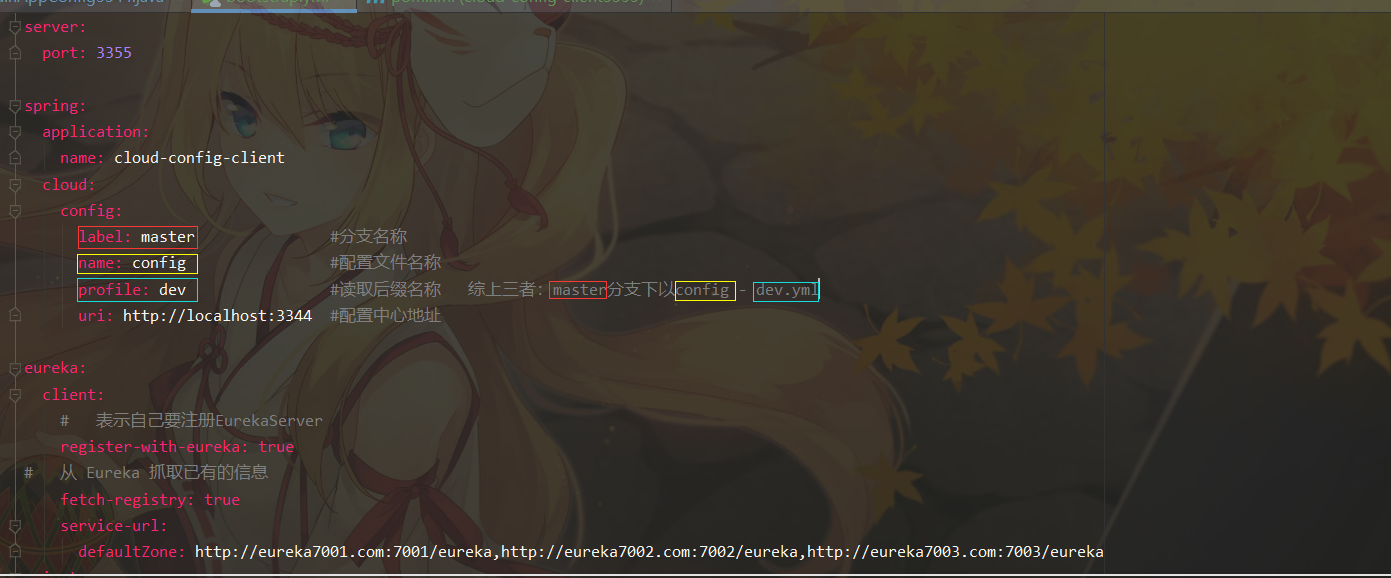 server:
port: 3355
spring:
application:
name: cloud-config-client
cloud:
config:
label: master #分支名称
name: config #配置文件名称
profile: dev #读取后缀名称 综上三者: master分支下以config - dev.yml
uri: http://localhost:3344 #配置中心地址
eureka:
client:
# 表示自己要注册EurekaServer
register-with-eureka: true
# 从 Eureka 抓取已有的信息
fetch-registry: true
service-url:
defaultZone: http://eureka7001.com:7001/eureka,http://eureka7002.com:7002/eureka,http://eureka7003.com:7003/eureka